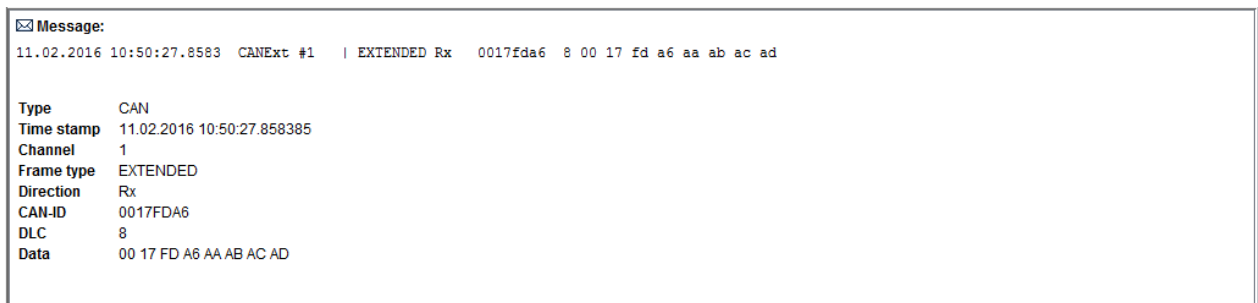 Message:
11.02.2016 10:50:27.8583 CANExt #1 | EXTENDED Rx 0017fda6 8 00 17 fd a6 aa ab ac ad
Type CAN
Time stamp 11.02.2016 10:50:27.858385
Channel 1
Frame type EXTENDED
Direction Rx
CAN-ID 0017FDA6
DLC 8
Data 00 17 FD A6 AA AB AC AD